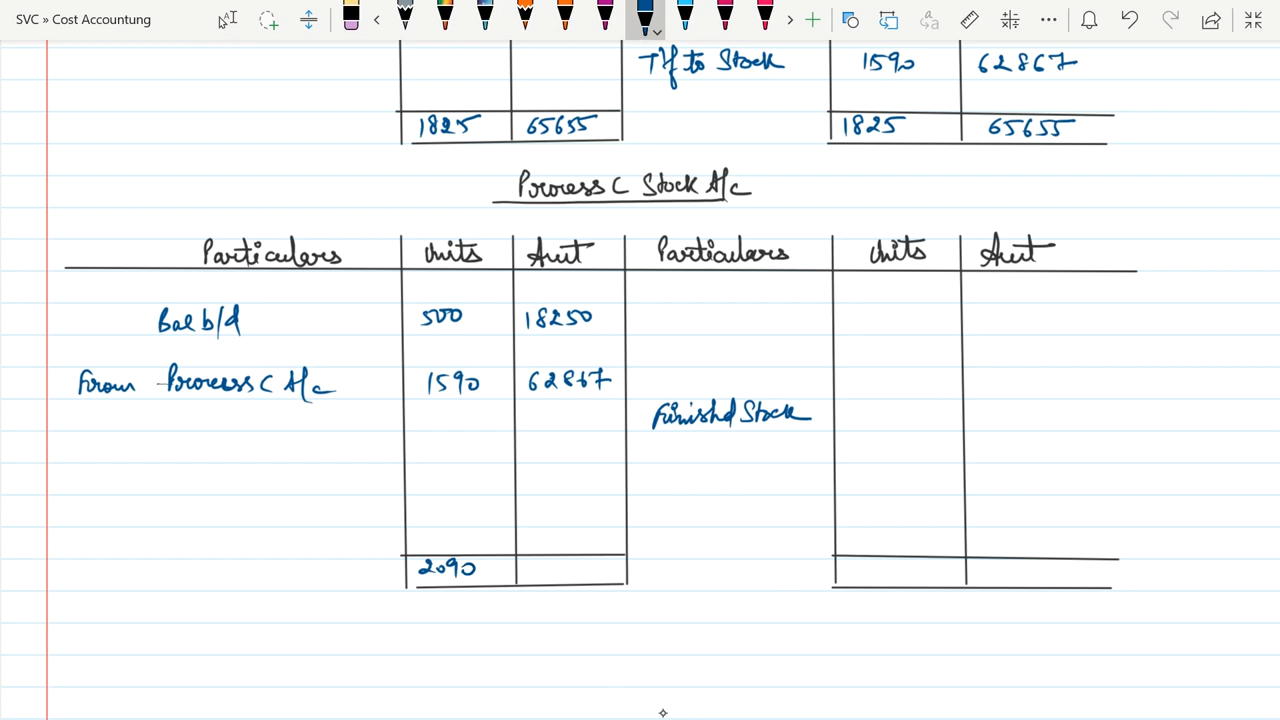 SVC » Cost Accountung
T/f to Stock 1590 62867
1825 65655 1825 65655
Process C Stock A/c
Particulars Units Amt Particulars Units Amt
Bal b/d 500 18250
From Process C A/c 1590 62867
Finished Stock
2090